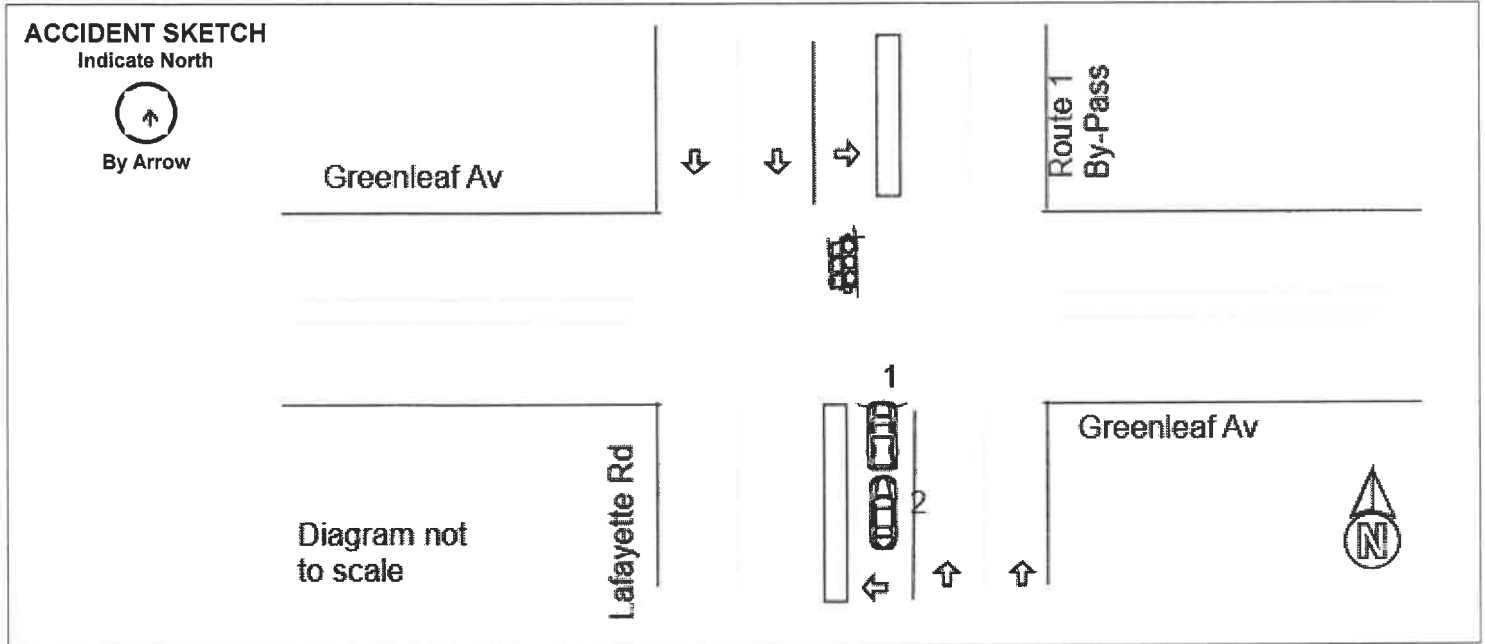 ACCIDENT SKETCH
Indicate North
By Arrow
Greenleaf Av
Route 1
By-Pass
1
2
Greenleaf Av
Lafayette Rd
Diagram not
to scale
N